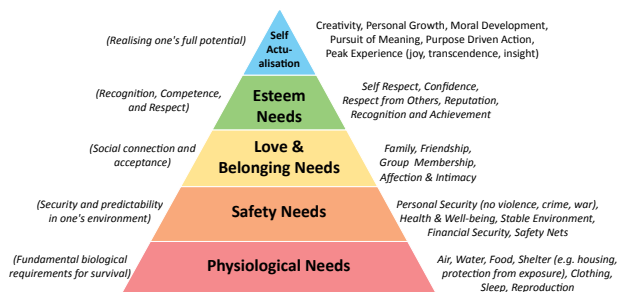 (Realising one's full potential)
Self
Actu-
alisation
Creativity, Personal Growth, Moral Development,
Pursuit of Meaning, Purpose Driven Action,
Peak Experience (joy, transcendence, insight)
(Recognition, Competence,
and Respect)
Esteem
Needs
Self Respect, Confidence,
Respect from Others, Reputation,
Recognition and Achievement
(Social connection and
acceptance)
Love &
Belonging Needs
Family, Friendship,
Group Membership,
Affection & Intimacy
(Security and predictability
in one's environment)
Safety Needs
Personal Security (no violence, crime, war),
Health & Well-being, Stable Environment,
Financial Security, Safety Nets
(Fundamental biological
requirements for survival)
Physiological Needs
Air, Water, Food, Shelter (e.g. housing,
protection from exposure), Clothing,
Sleep, Reproduction